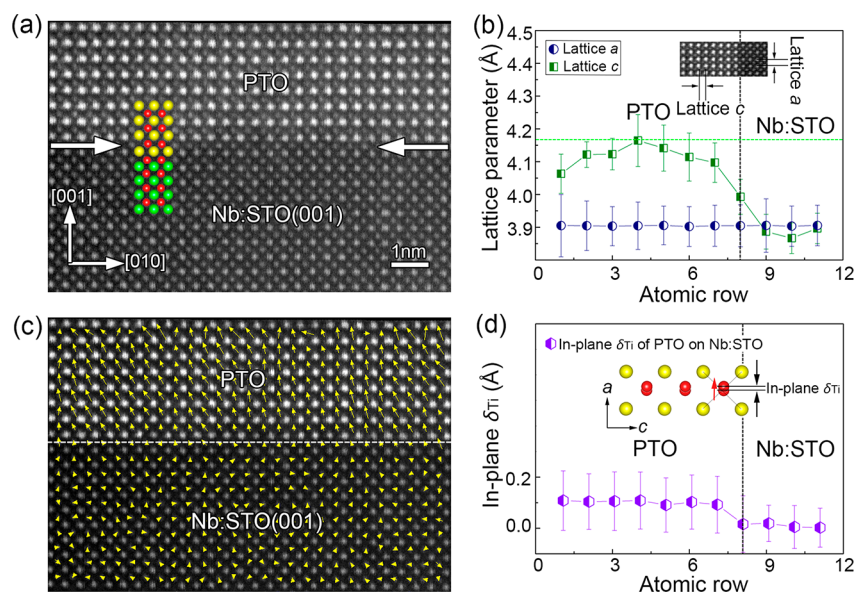 (a)
PTO
[001]
Nb:STO(001)
[010]
1nm
(b)
Lattice parameter (Å)
4.5
4.4
4.3
4.2
4.1
4.0
3.9
Lattice a
Lattice c
Lattice a
Lattice c
PTO
Nb:STO
0
3
6
9
12
Atomic row
(c)
PTO
Nb:STO(001)
(d)
In-plane δTi (Å)
0.2
0.0
In-plane δTi of PTO on Nb:STO
In-plane δTi
a
c
PTO
Nb:STO
0
3
6
9
12
Atomic row